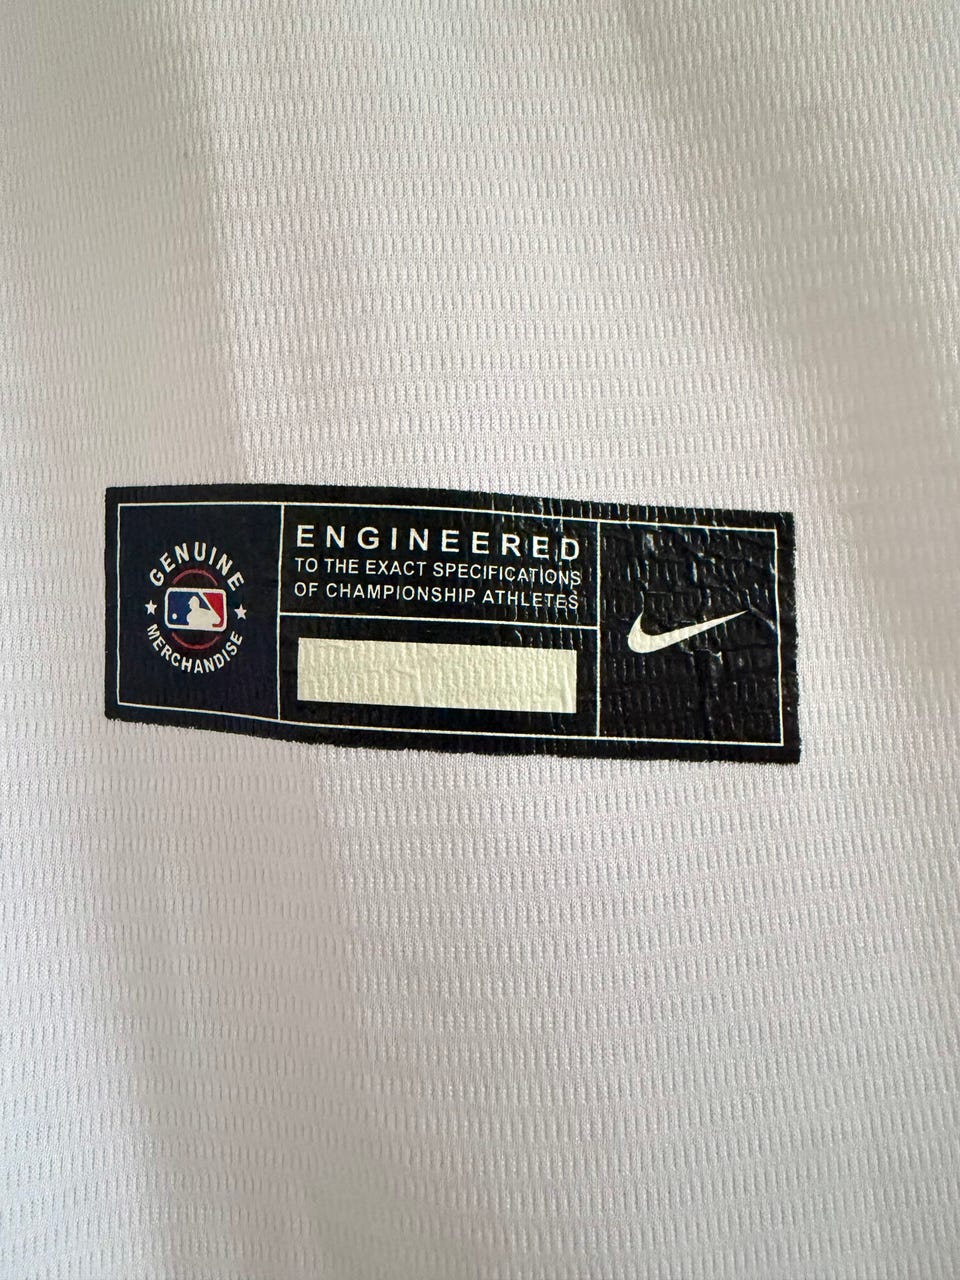 GENUINE
MERCHANDISE
ENGINEERED
TO THE EXACT SPECIFICATIONS
OF CHAMPIONSHIP ATHLETES